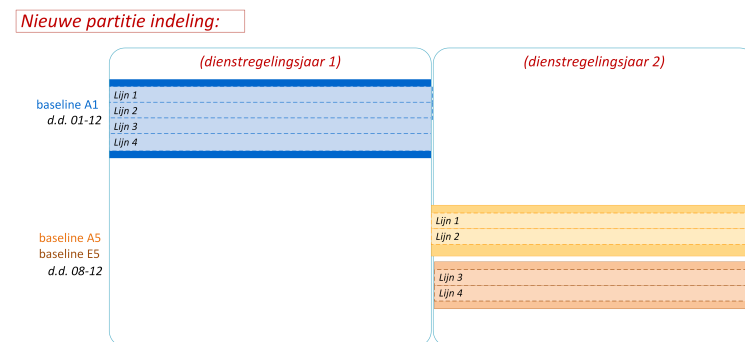 Nieuwe partitie indeling:
(dienstregelingsjaar 1)
(dienstregelingsjaar 2)
baseline A1
d.d. 01-12
Lijn 1
Lijn 2
Lijn 3
Lijn 4
baseline A5
baseline E5
d.d. 08-12
Lijn 1
Lijn 2
Lijn 3
Lijn 4